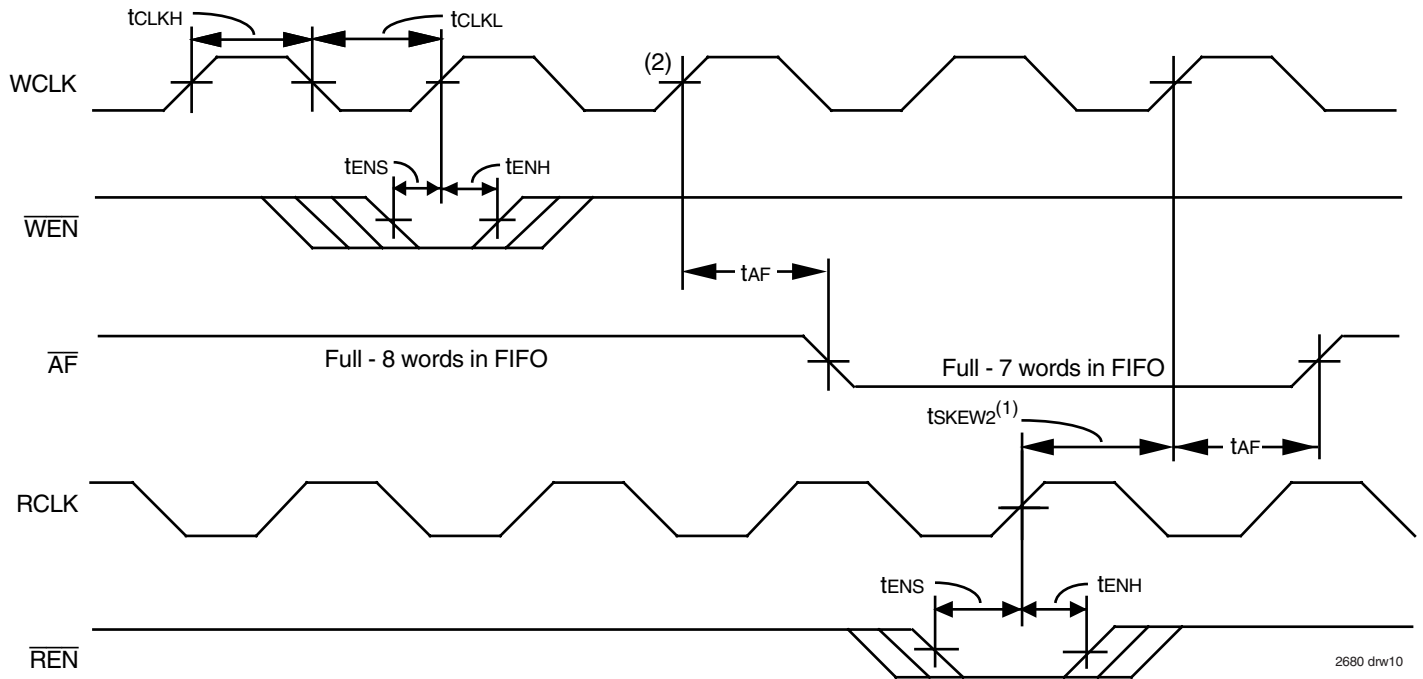 tCLKH
tCLKL
(2)
WCLK
tENS
tENH
WEN
tAF
Full - 8 words in FIFO
Full - 7 words in FIFO
AF
tSKEW2(1)
tAF
RCLK
tENS
tENH
REN
2680 drw10